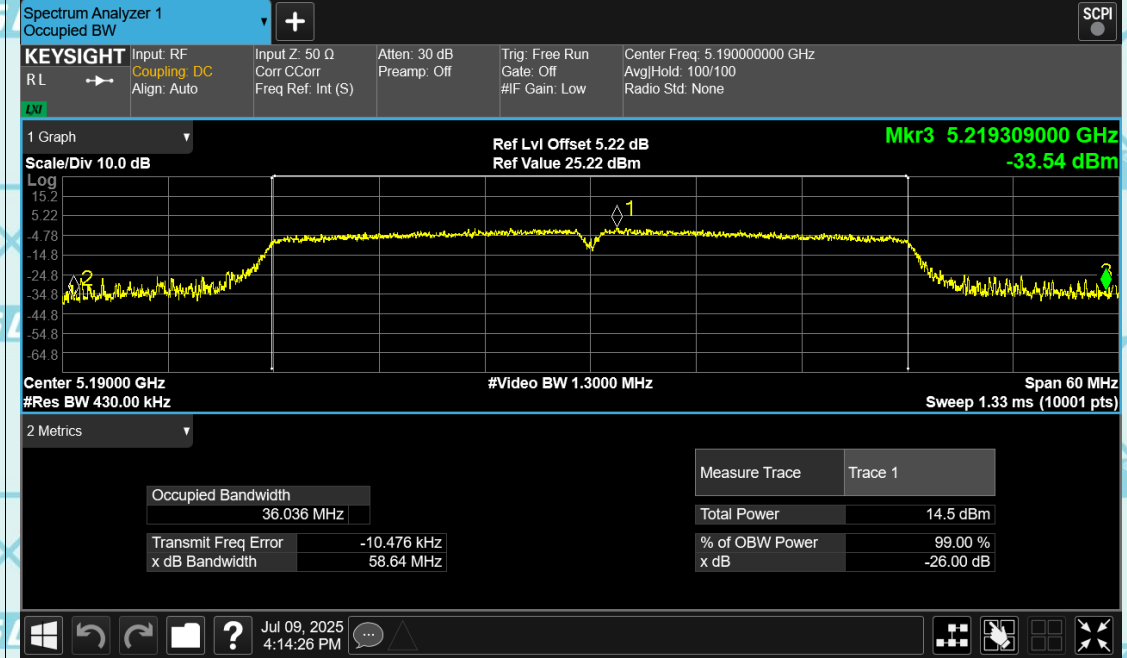 Spectrum Analyzer 1
Occupied BW
+
SCPI
KEYSIGHT
R L
LXI
Input: RF
Coupling: DC
Align: Auto
Input Z: 50 Ω
Corr CCorr
Freq Ref: Int (S)
Atten: 30 dB
Preamp: Off
Trig: Free Run
Gate: Off
#IF Gain: Low
Center Freq: 5.190000000 GHz
Avg|Hold: 100/100
Radio Std: None
1 Graph
Scale/Div 10.0 dB
Ref Lvl Offset 5.22 dB
Ref Value 25.22 dBm
Mkr3 5.219309000 GHz
-33.54 dBm
Log
15.2
5.22
-4.78
-14.8
-24.8
-34.8
-44.8
-54.8
-64.8
1
2
3
Center 5.19000 GHz
#Video BW 1.3000 MHz
Span 60 MHz
#Res BW 430.00 kHz
Sweep 1.33 ms (10001 pts)
2 Metrics
Occupied Bandwidth
36.036 MHz
Transmit Freq Error -10.476 kHz
x dB Bandwidth 58.64 MHz
Measure Trace Trace 1
Total Power 14.5 dBm
% of OBW Power 99.00 %
x dB -26.00 dB
?
Jul 09, 2025
4:14:26 PM